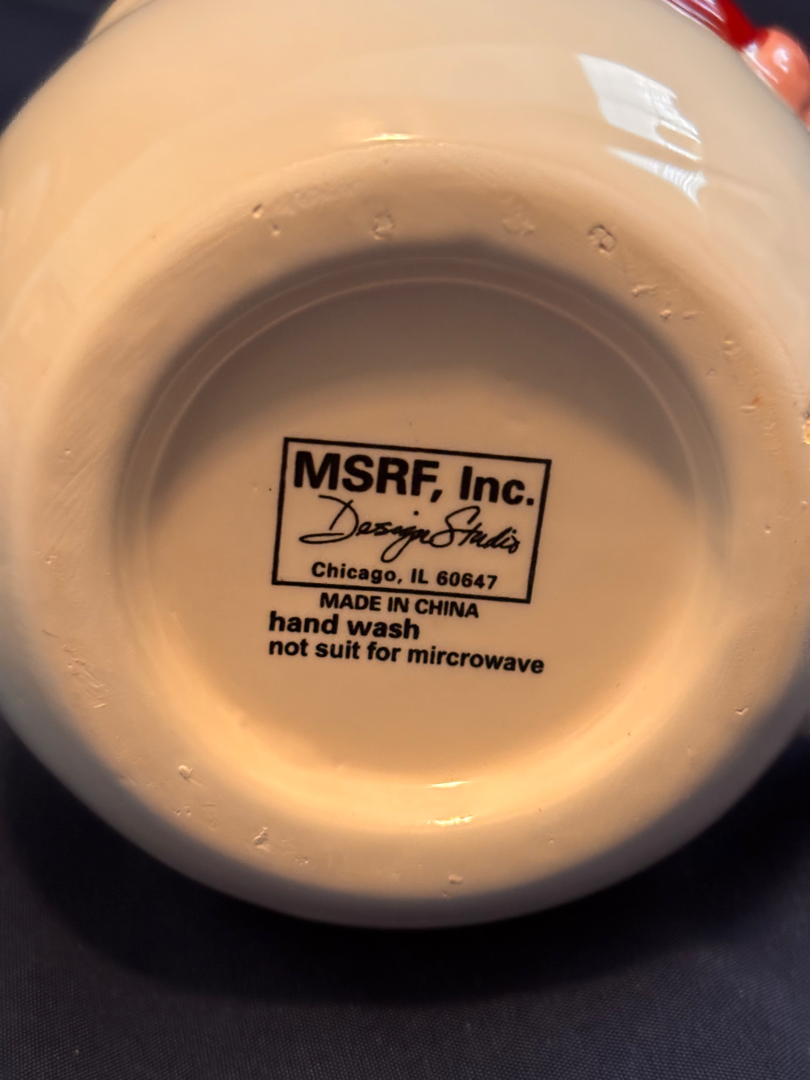 MSRF, Inc.
Design Studio
Chicago, IL 60647
MADE IN CHINA
hand wash
not suit for mircrowave